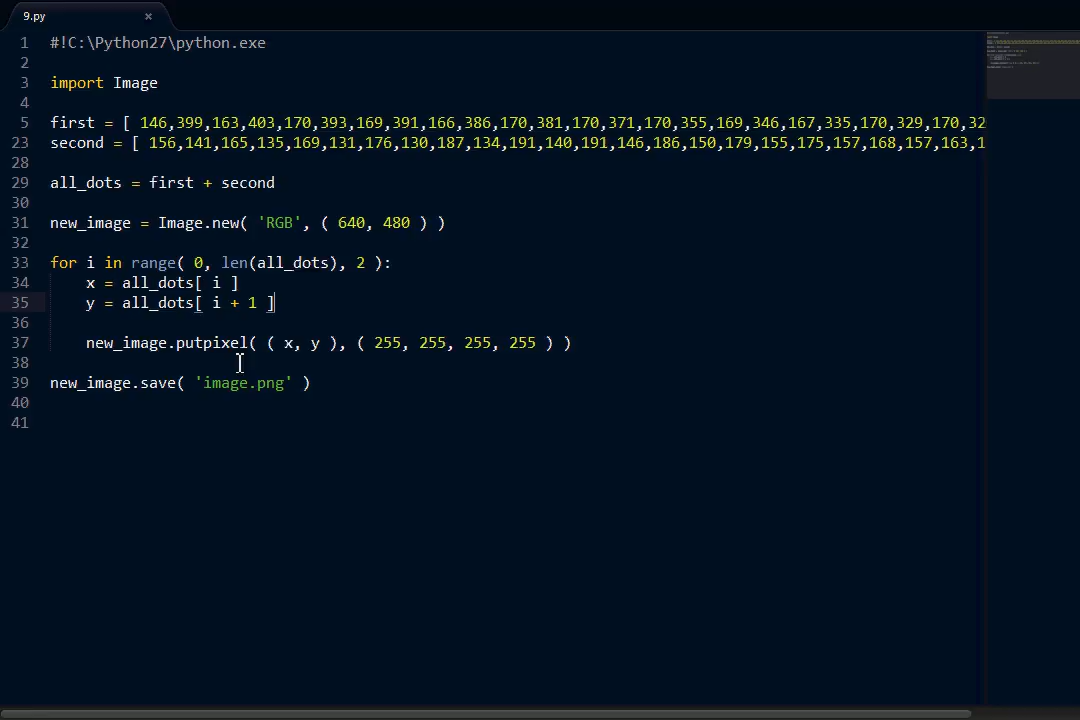 9.py ×
1 #!C:\Python27\python.exe
2
3 import Image
4
5 first = [ 146,399,163,403,170,393,169,391,166,386,170,381,170,371,170,355,169,346,167,335,170,329,170,32
23 second = [ 156,141,165,135,169,131,176,130,187,134,191,140,191,146,186,150,179,155,175,157,168,157,163,1
28
29 all_dots = first + second
30
31 new_image = Image.new( 'RGB', ( 640, 480 ) )
32
33 for i in range( 0, len(all_dots), 2 ):
34 x = all_dots[ i ]
35 y = all_dots[ i + 1 ]
36
37 new_image.putpixel( ( x, y ), ( 255, 255, 255, 255 ) )
38
39 new_image.save( 'image.png' )
40
41